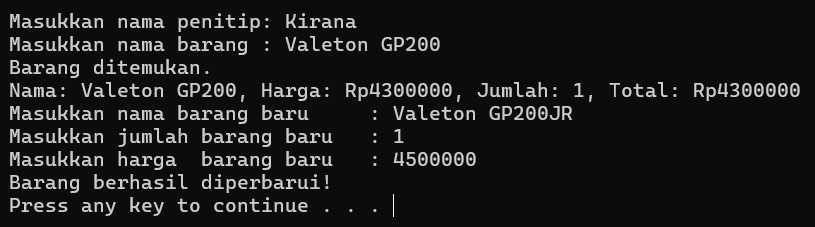 Masukkan nama penitip: Kirana
Masukkan nama barang : Valeton GP200
Barang ditemukan.
Nama: Valeton GP200, Harga: Rp4300000, Jumlah: 1, Total: Rp4300000
Masukkan nama barang baru     : Valeton GP200JR
Masukkan jumlah barang baru   : 1
Masukkan harga  barang baru   : 4500000
Barang berhasil diperbarui!
Press any key to continue . . .